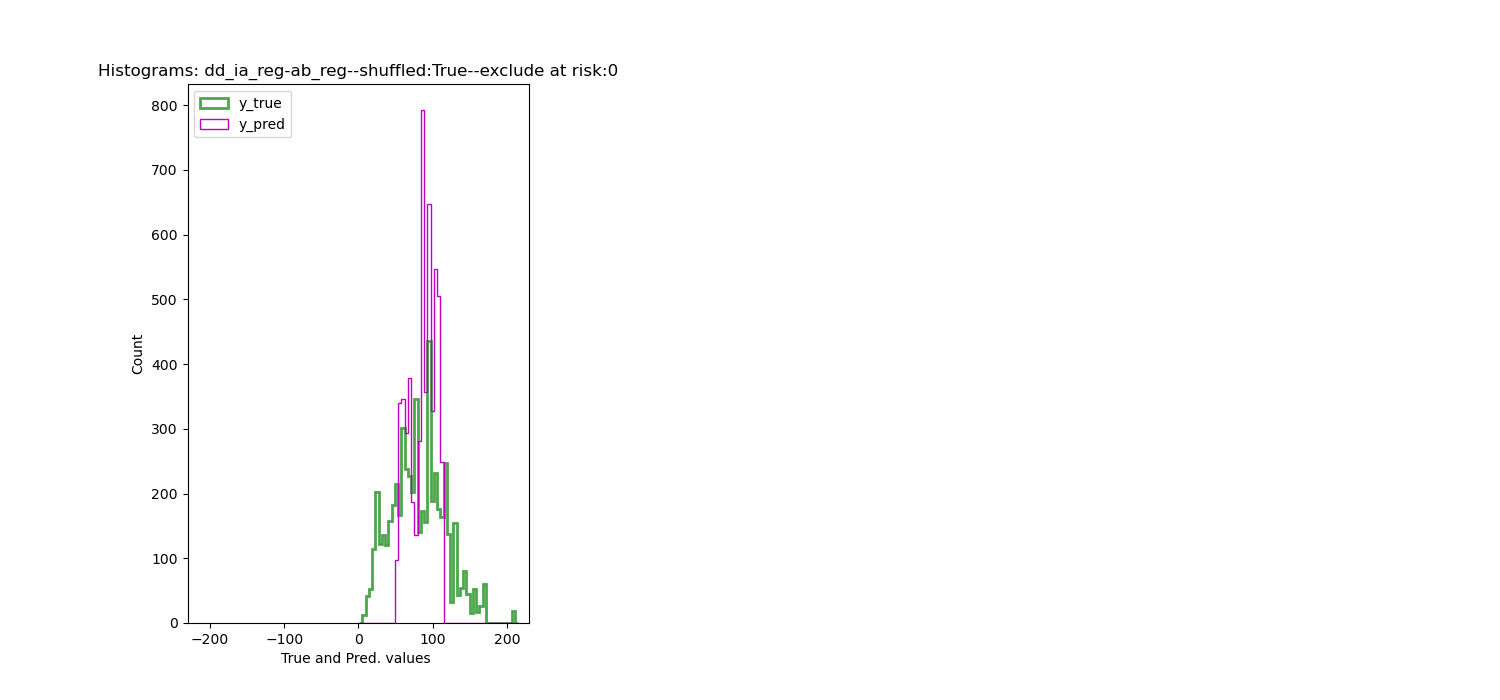 Histograms: dd_ia_reg-ab_reg--shuffled:True--exclude at risk:0
y_true
y_pred
800
700
600
500
400
300
200
100
0
Count
−200 −100 0 100 200
True and Pred. values